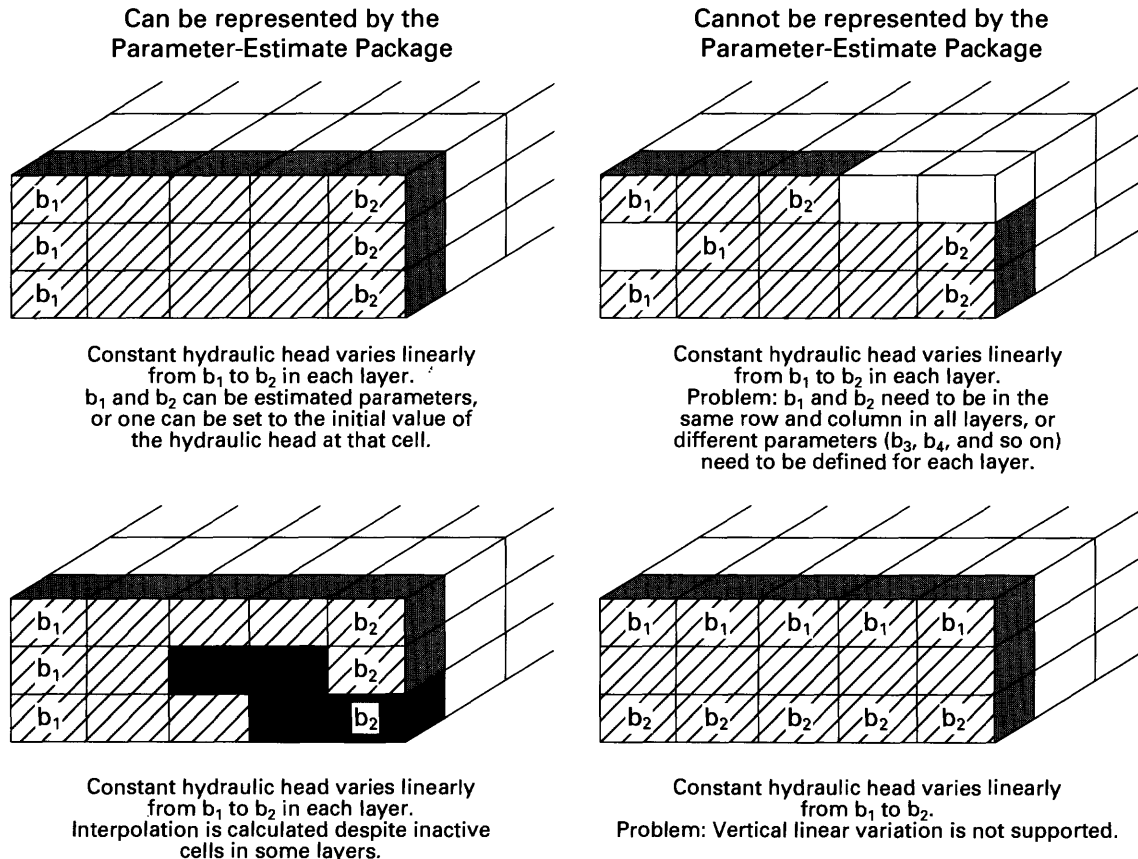 Can be represented by the
Parameter-Estimate Package
b₁ b₂
b₁ b₂
b₁ b₂
Constant hydraulic head varies linearly
from b₁ to b₂ in each layer.
b₁ and b₂ can be estimated parameters,
or one can be set to the initial value of
the hydraulic head at that cell.
Cannot be represented by the
Parameter-Estimate Package
b₁ b₂
b₁ b₂
b₁ b₂
Constant hydraulic head varies linearly
from b₁ to b₂ in each layer.
Problem: b₁ and b₂ need to be in the
same row and column in all layers, or
different parameters (b₃, b₄, and so on)
need to be defined for each layer.
b₁ b₂
b₁ b₂
b₁ b₂
Constant hydraulic head varies linearly
from b₁ to b₂ in each layer.
Interpolation is calculated despite inactive
cells in some layers.
b₁ b₁ b₁ b₁ b₁
b₂ b₂ b₂ b₂ b₂
Constant hydraulic head varies linearly
from b₁ to b₂.
Problem: Vertical linear variation is not supported.